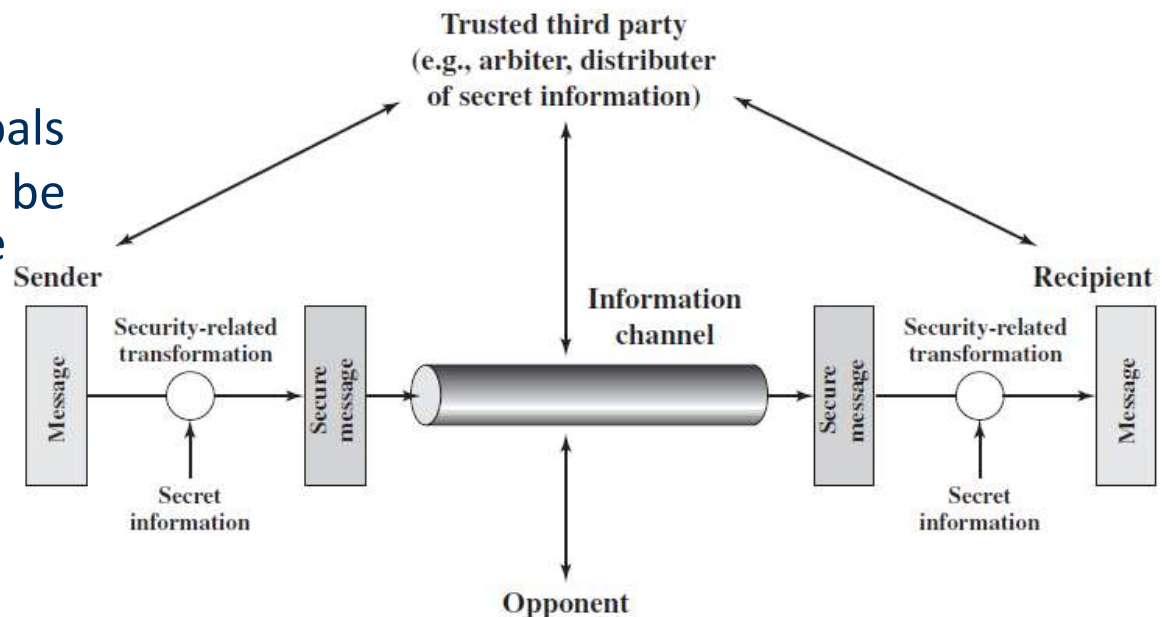 Trusted third party
(e.g., arbiter, distributer
of secret information)
be
Sender
Recipient
Information
channel
Security-related
transformation
Security-related
transformation
Message
Secure
message
Secure
message
Message
Secret
information
Secret
information
Opponent